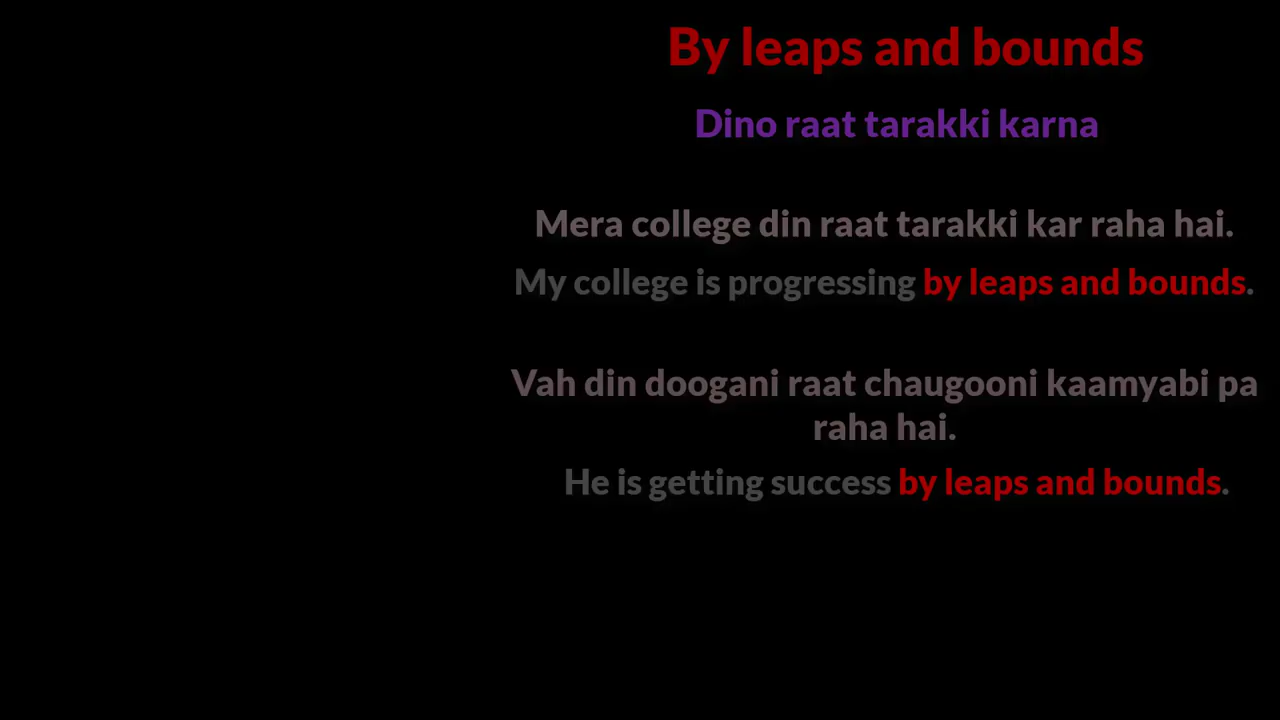 By leaps and bounds
Dino raat tarakki karna
Mera college din raat tarakki kar raha hai.
My college is progressing by leaps and bounds.
Vah din doogani raat chaugooni kaamyabi pa
raha hai.
He is getting success by leaps and bounds.